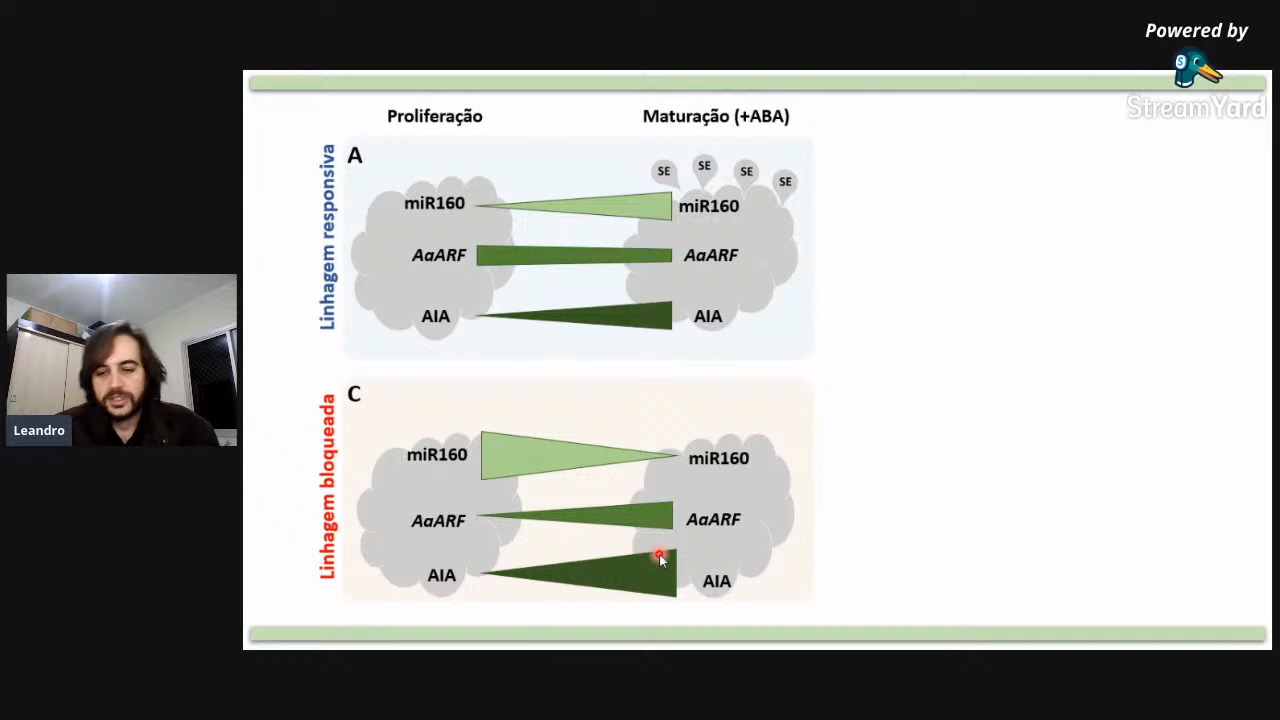 Powered by
StreamYard
Proliferação
Maturação (+ABA)
Linhagem responsiva
A
SE
SE
SE
SE
miR160
miR160
AaARF
AaARF
AIA
AIA
Linhagem bloqueada
C
miR160
miR160
AaARF
AaARF
AIA
AIA
Leandro